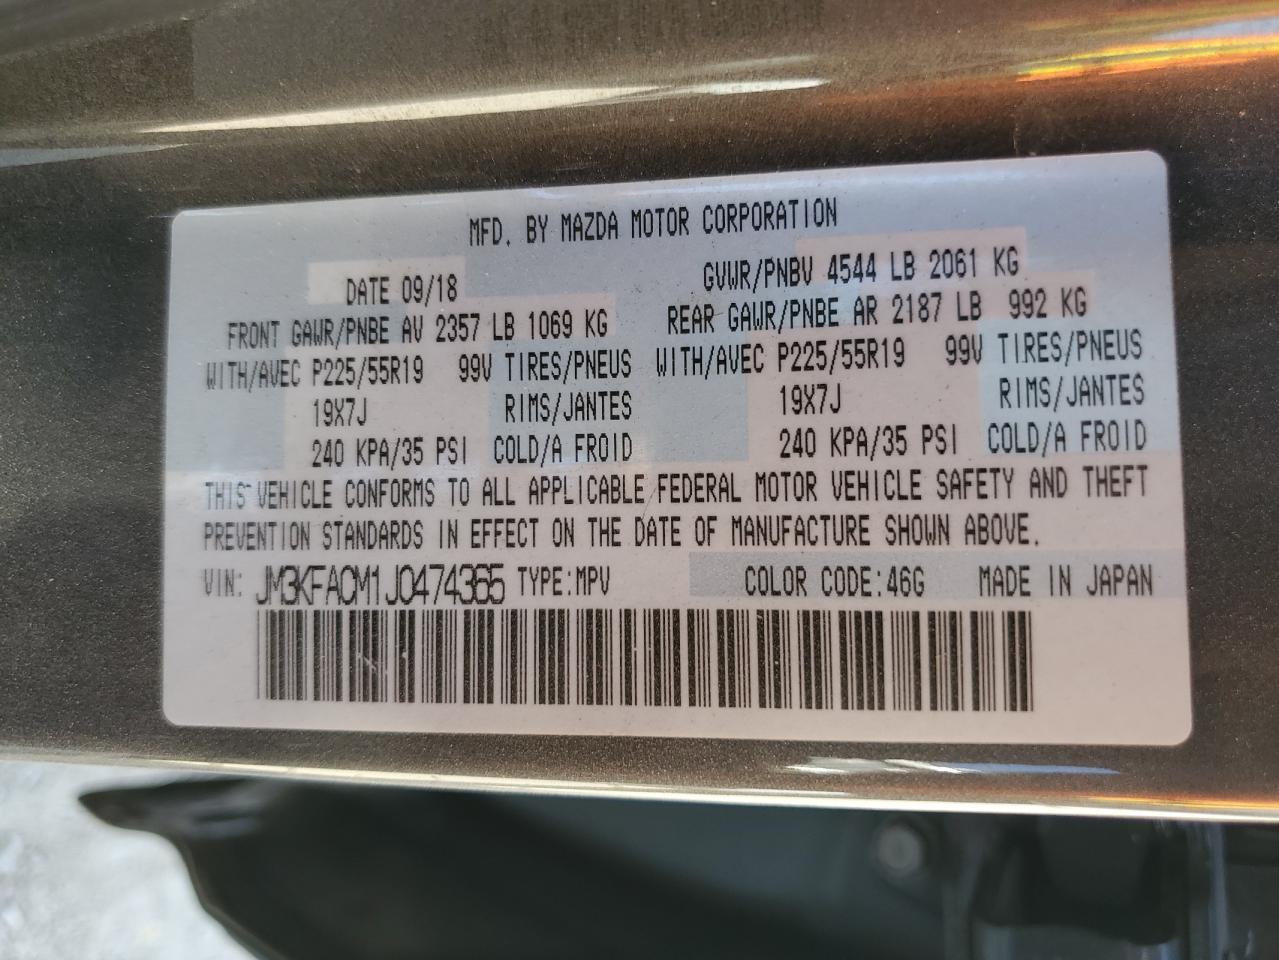 MFD. BY MAZDA MOTOR CORPORATION
DATE 09/18 GVWR/PNBV 4544 LB 2061 KG
FRONT GAWR/PNBE AV 2357 LB 1069 KG REAR GAWR/PNBE AR 2187 LB 992 KG
WITH/AVEC P225/55R19 99V TIRES/PNEUS WITH/AVEC P225/55R19 99V TIRES/PNEUS
19X7J RIMS/JANTES 19X7J RIMS/JANTES
240 KPA/35 PSI COLD/A FROID 240 KPA/35 PSI COLD/A FROID
THIS VEHICLE CONFORMS TO ALL APPLICABLE FEDERAL MOTOR VEHICLE SAFETY AND THEFT
PREVENTION STANDARDS IN EFFECT ON THE DATE OF MANUFACTURE SHOWN ABOVE.
VIN: JM3KFACM1J0474365 TYPE:MPV COLOR CODE:46G MADE IN JAPAN